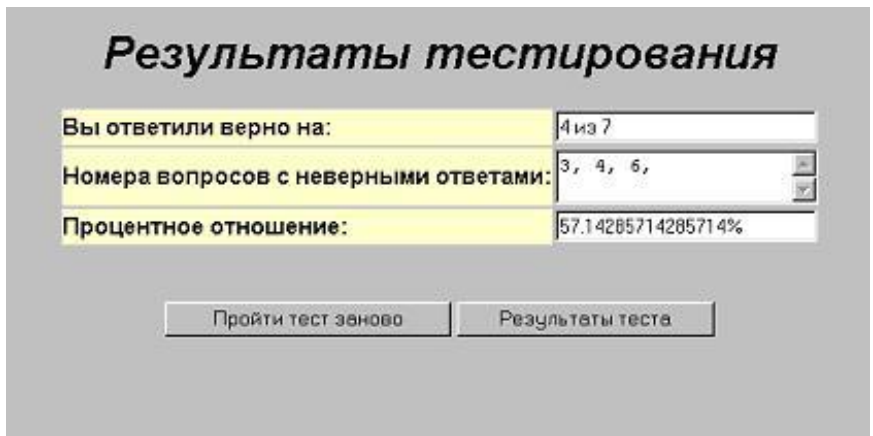 Результаты тестирования
Вы ответили верно на: 4 из 7
Номера вопросов с неверными ответами: 3, 4, 6,
Процентное отношение: 57.14285714285714%
Пройти тест заново Результаты теста